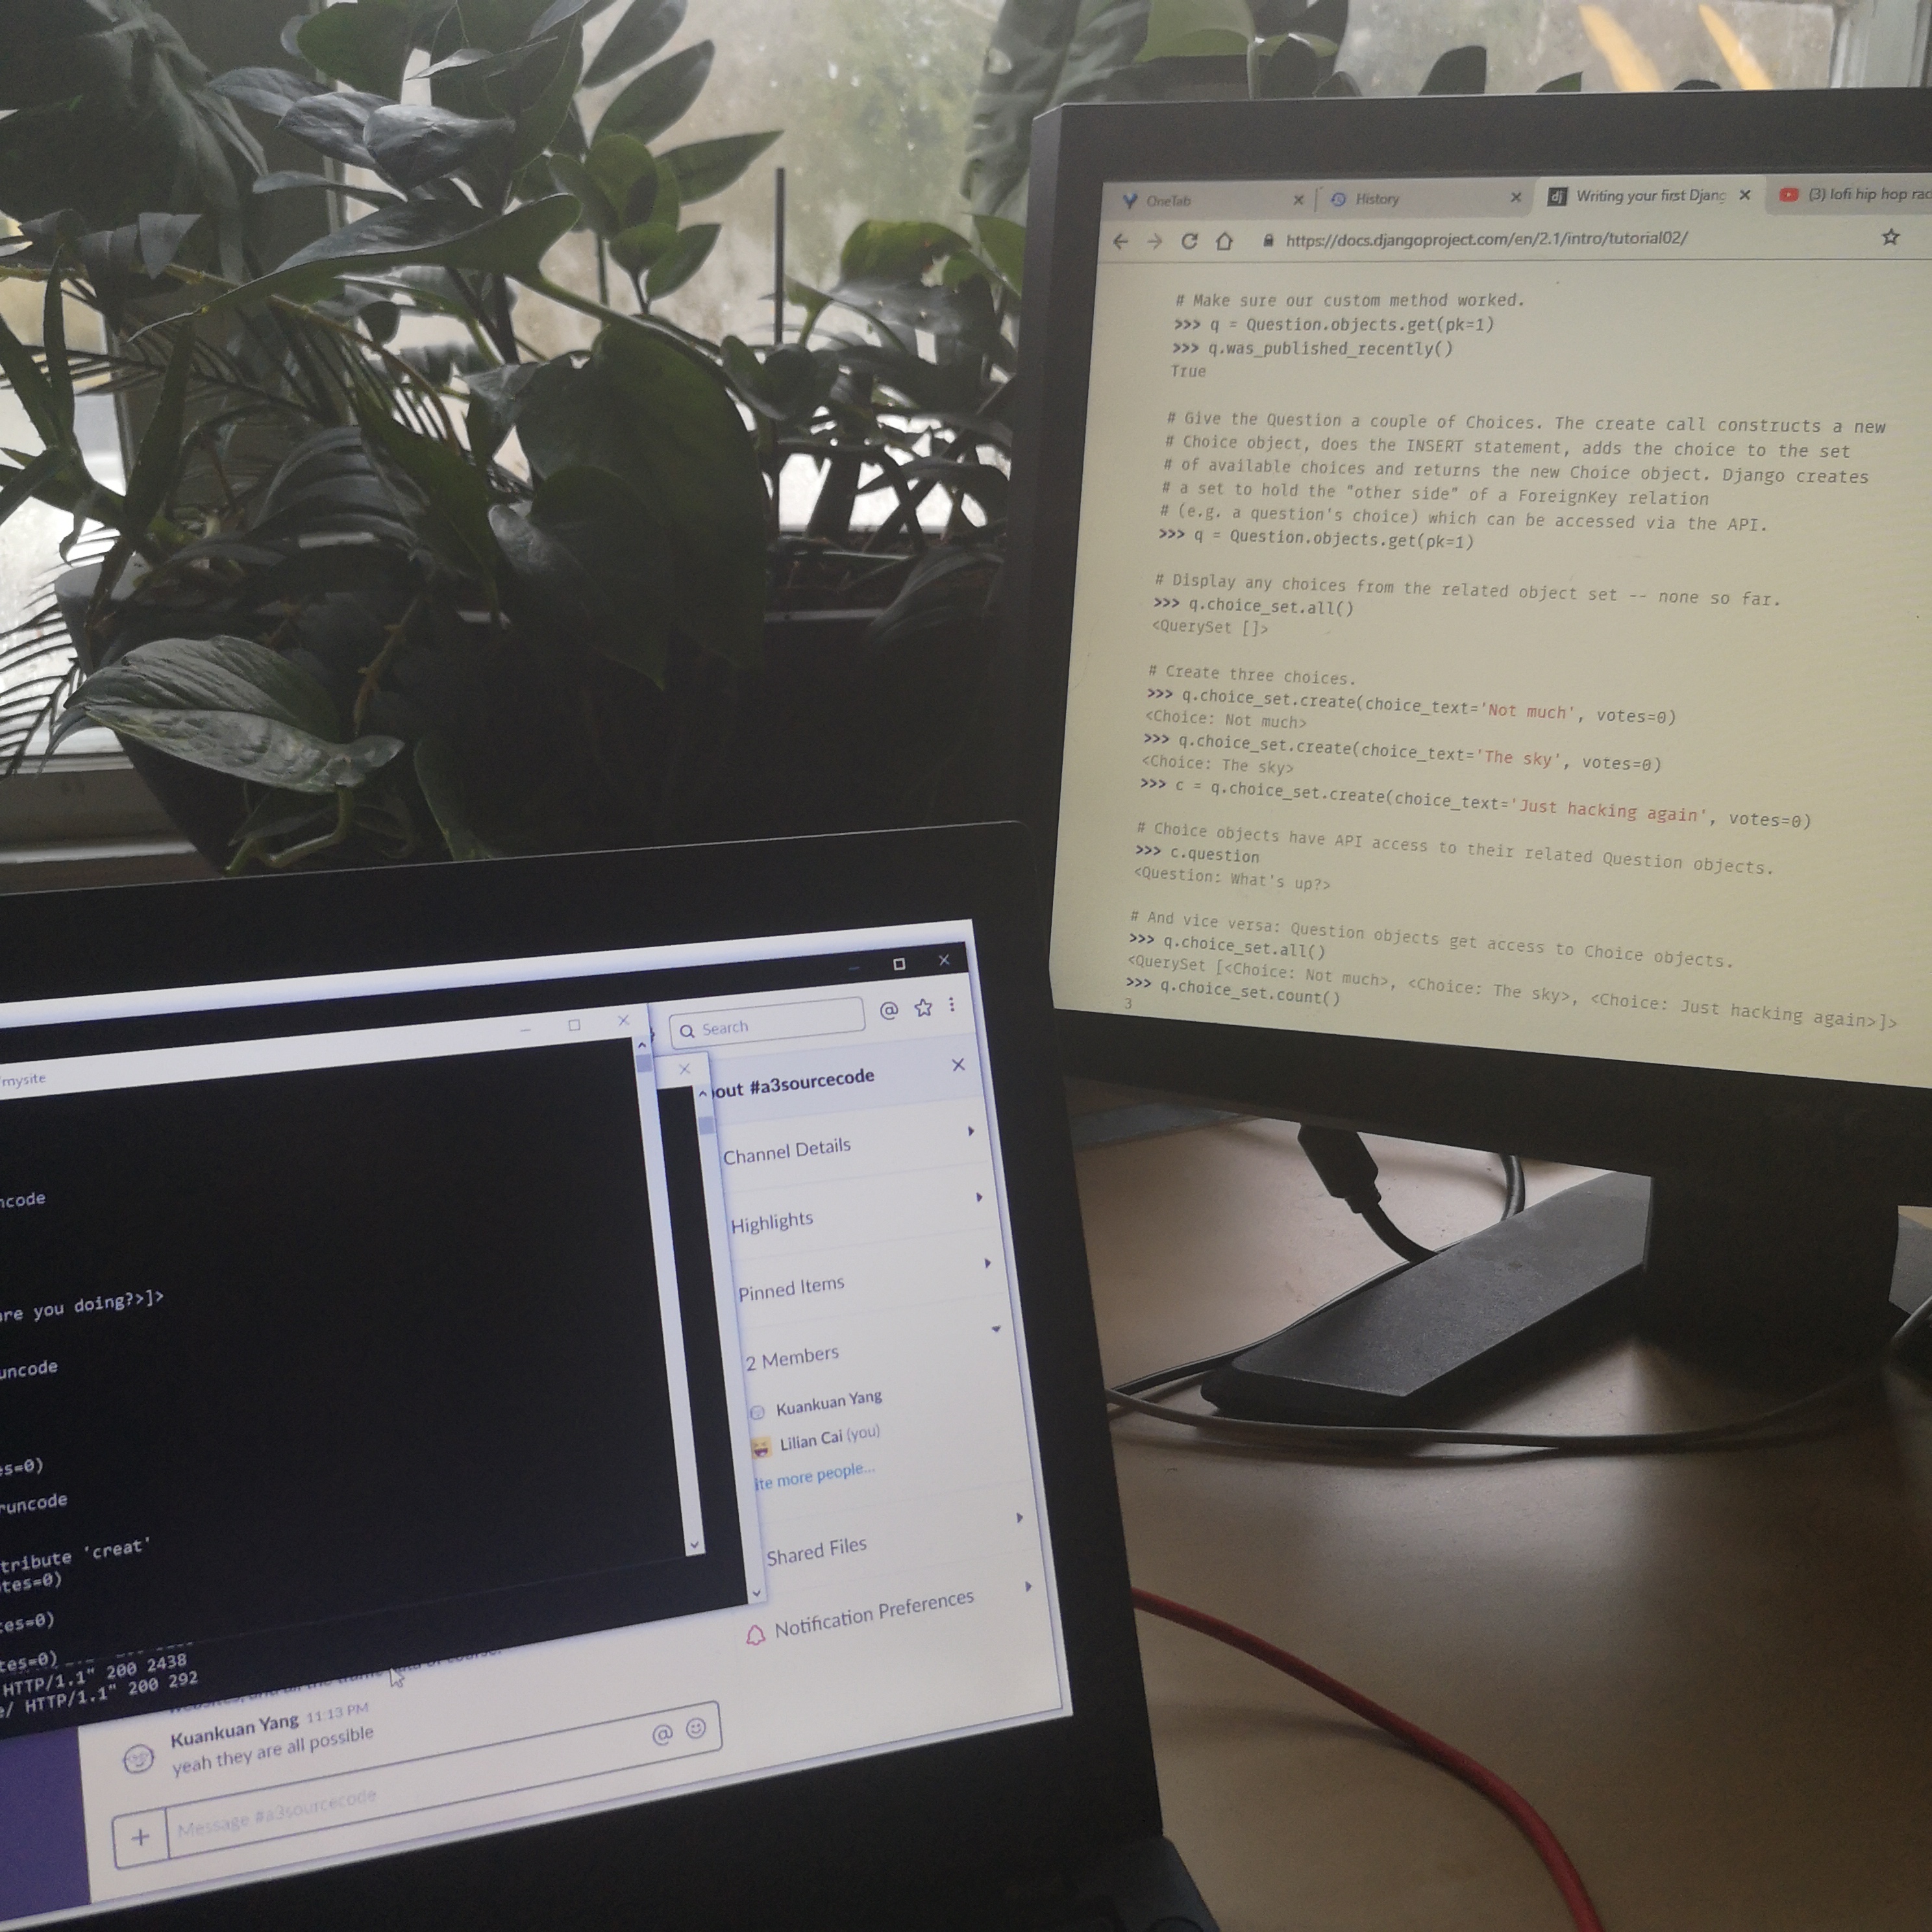 OneTab
History
Writing your first Djang
(3) lofi hip hop rad
https://docs.djangoproject.com/en/2.1/intro/tutorial02/
# Make sure our custom method worked.
>>> q = Question.objects.get(pk=1)
>>> q.was_published_recently()
True
# Give the Question a couple of Choices. The create call constructs a new
# Choice object, does the INSERT statement, adds the choice to the set
# of available choices and returns the new Choice object. Django creates
# a set to hold the "other side" of a ForeignKey relation
# (e.g. a question's choice) which can be accessed via the API.
>>> q = Question.objects.get(pk=1)
# Display any choices from the related object set -- none so far.
>>> q.choice_set.all()
<QuerySet []>
# Create three choices.
>>> q.choice_set.create(choice_text='Not much', votes=0)
<Choice: Not much>
>>> q.choice_set.create(choice_text='The sky', votes=0)
<Choice: The sky>
>>> c = q.choice_set.create(choice_text='Just hacking again', votes=0)
# Choice objects have API access to their related Question objects.
>>> c.question
<Question: What's up?>
# And vice versa: Question objects get access to Choice objects.
>>> q.choice_set.all()
<QuerySet [<Choice: Not much>, <Choice: The sky>, <Choice: Just hacking again>]>
>>> q.choice_set.count()
3
mysite
ncode
re you doing?>]>
uncode
es=0)
runcode
tribute 'creat'
tes=0)
es=0)
tes=0)
HTTP/1.1" 200 2438
/ HTTP/1.1" 200 292
Search
out #a3sourcecode
Channel Details
Highlights
Pinned Items
2 Members
Kuankuan Yang
Lilian Cai (you)
ite more people...
Shared Files
Notification Preferences
Kuankuan Yang 11:13 PM
yeah they are all possible
Message #a3sourcecode